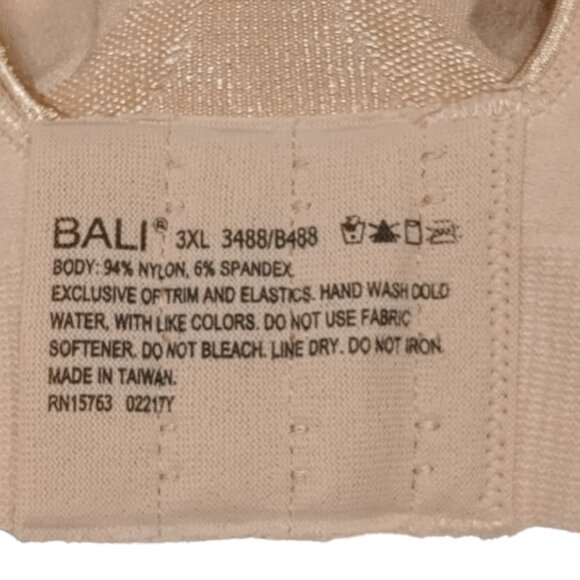 BALI® 3XL 3488/B488
BODY: 94% NYLON, 6% SPANDEX
EXCLUSIVE OF TRIM AND ELASTICS. HAND WASH COLD
WATER, WITH LIKE COLORS. DO NOT USE FABRIC
SOFTENER. DO NOT BLEACH. LINE DRY. DO NOT IRON.
MADE IN TAIWAN.
RN15763 02217Y